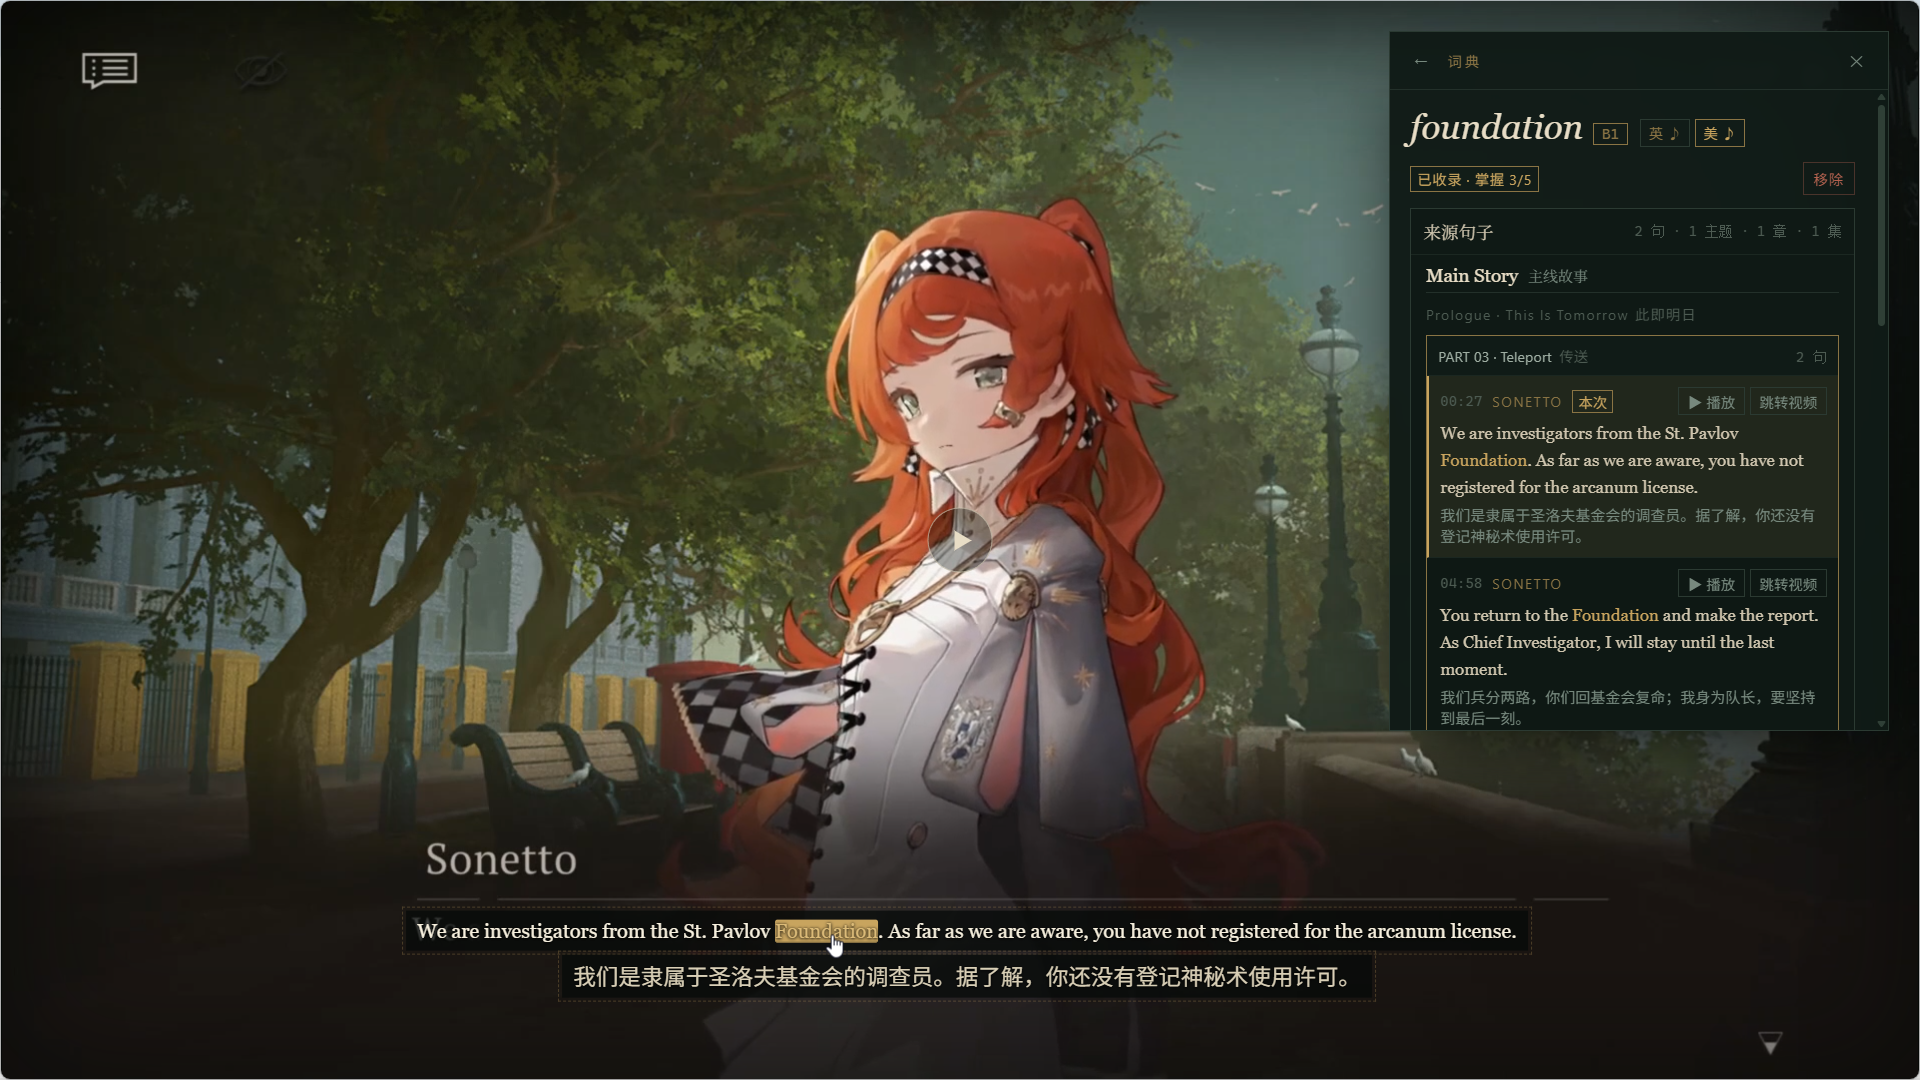 ← 词典 ×
foundation B1 英 ♪ 美 ♪
已收录 · 掌握 3/5 移除
来源句子 2 句 · 1 主题 · 1 章 · 1 集
Main Story 主线故事
Prologue · This Is Tomorrow 此即明日
PART 03 · Teleport 传送 2 句
00:27 SONETTO 本次 ▶ 播放 跳转视频
We are investigators from the St. Pavlov
Foundation. As far as we are aware, you have not
registered for the arcanum license.
我们是隶属于圣洛夫基金会的调查员。据了解，你还没有
登记神秘术使用许可。
04:58 SONETTO ▶ 播放 跳转视频
You return to the Foundation and make the report.
As Chief Investigator, I will stay until the last
moment.
我们兵分两路，你们回基金会复命；我身为队长，要坚持
到最后一刻。
Sonetto
We are investigators from the St. Pavlov Foundation. As far as we are aware, you have not registered for the arcanum license.
我们是隶属于圣洛夫基金会的调查员。据了解，你还没有登记神秘术使用许可。